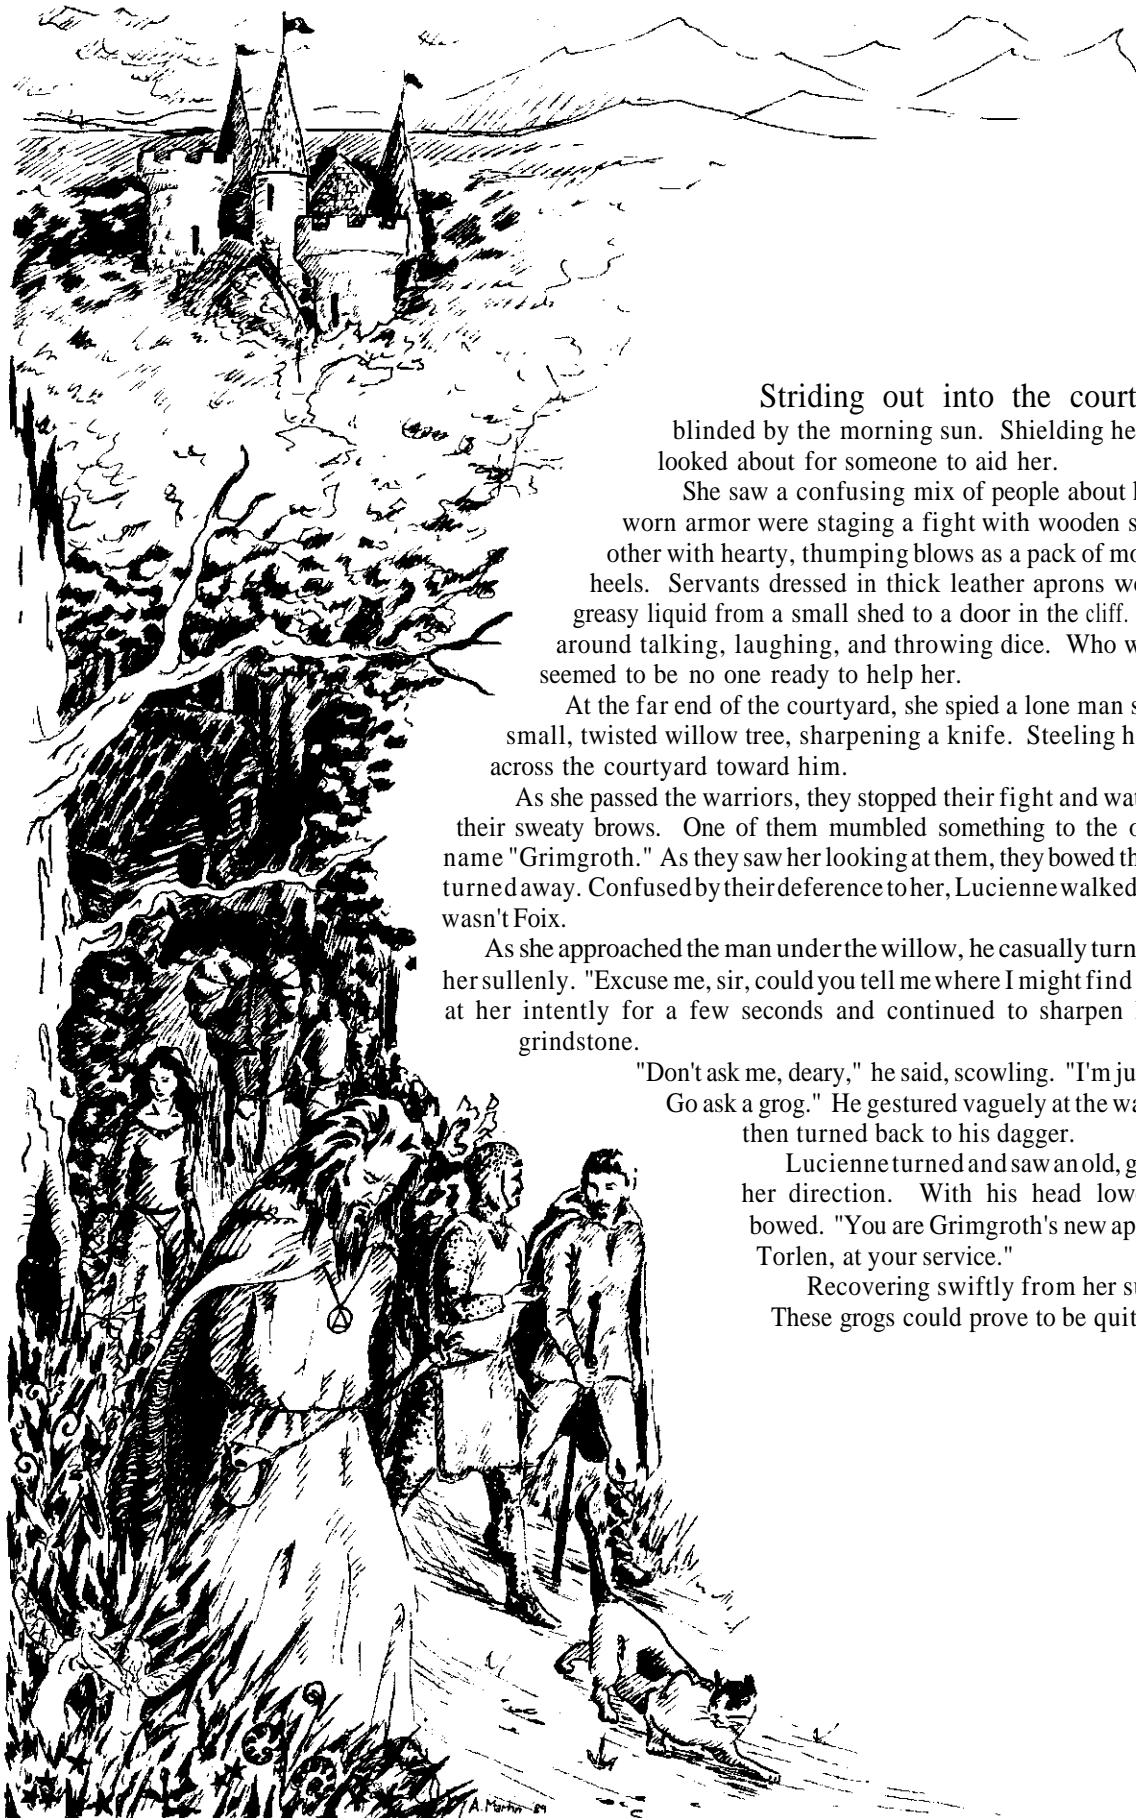 Striding out into the court
blinded by the morning sun. Shielding he
looked about for someone to aid her.
She saw a confusing mix of people about
worn armor were staging a fight with wooden s
other with hearty, thumping blows as a pack of mo
heels. Servants dressed in thick leather aprons we
greasy liquid from a small shed to a door in the cliff.
around talking, laughing, and throwing dice. Who w
seemed to be no one ready to help her.
At the far end of the courtyard, she spied a lone man s
small, twisted willow tree, sharpening a knife. Steeling h
across the courtyard toward him.
As she passed the warriors, they stopped their fight and wat
their sweaty brows. One of them mumbled something to the o
name "Grimgroth." As they saw her looking at them, they bowed th
turned away. Confused by their deference to her, Lucienne walked
wasn't Foix.
As she approached the man under the willow, he casually turn
her sullenly. "Excuse me, sir, could you tell me where I might find
at her intently for a few seconds and continued to sharpen
grindstone.
"Don't ask me, deary," he said, scowling. "I'm ju
Go ask a grog." He gestured vaguely at the wa
then turned back to his dagger.
Lucienne turned and saw an old, g
her direction. With his head lowe
bowed. "You are Grimgroth's new ap
Torlen, at your service."
Recovering swiftly from her su
These grogs could prove to be quit
A. Martin 89